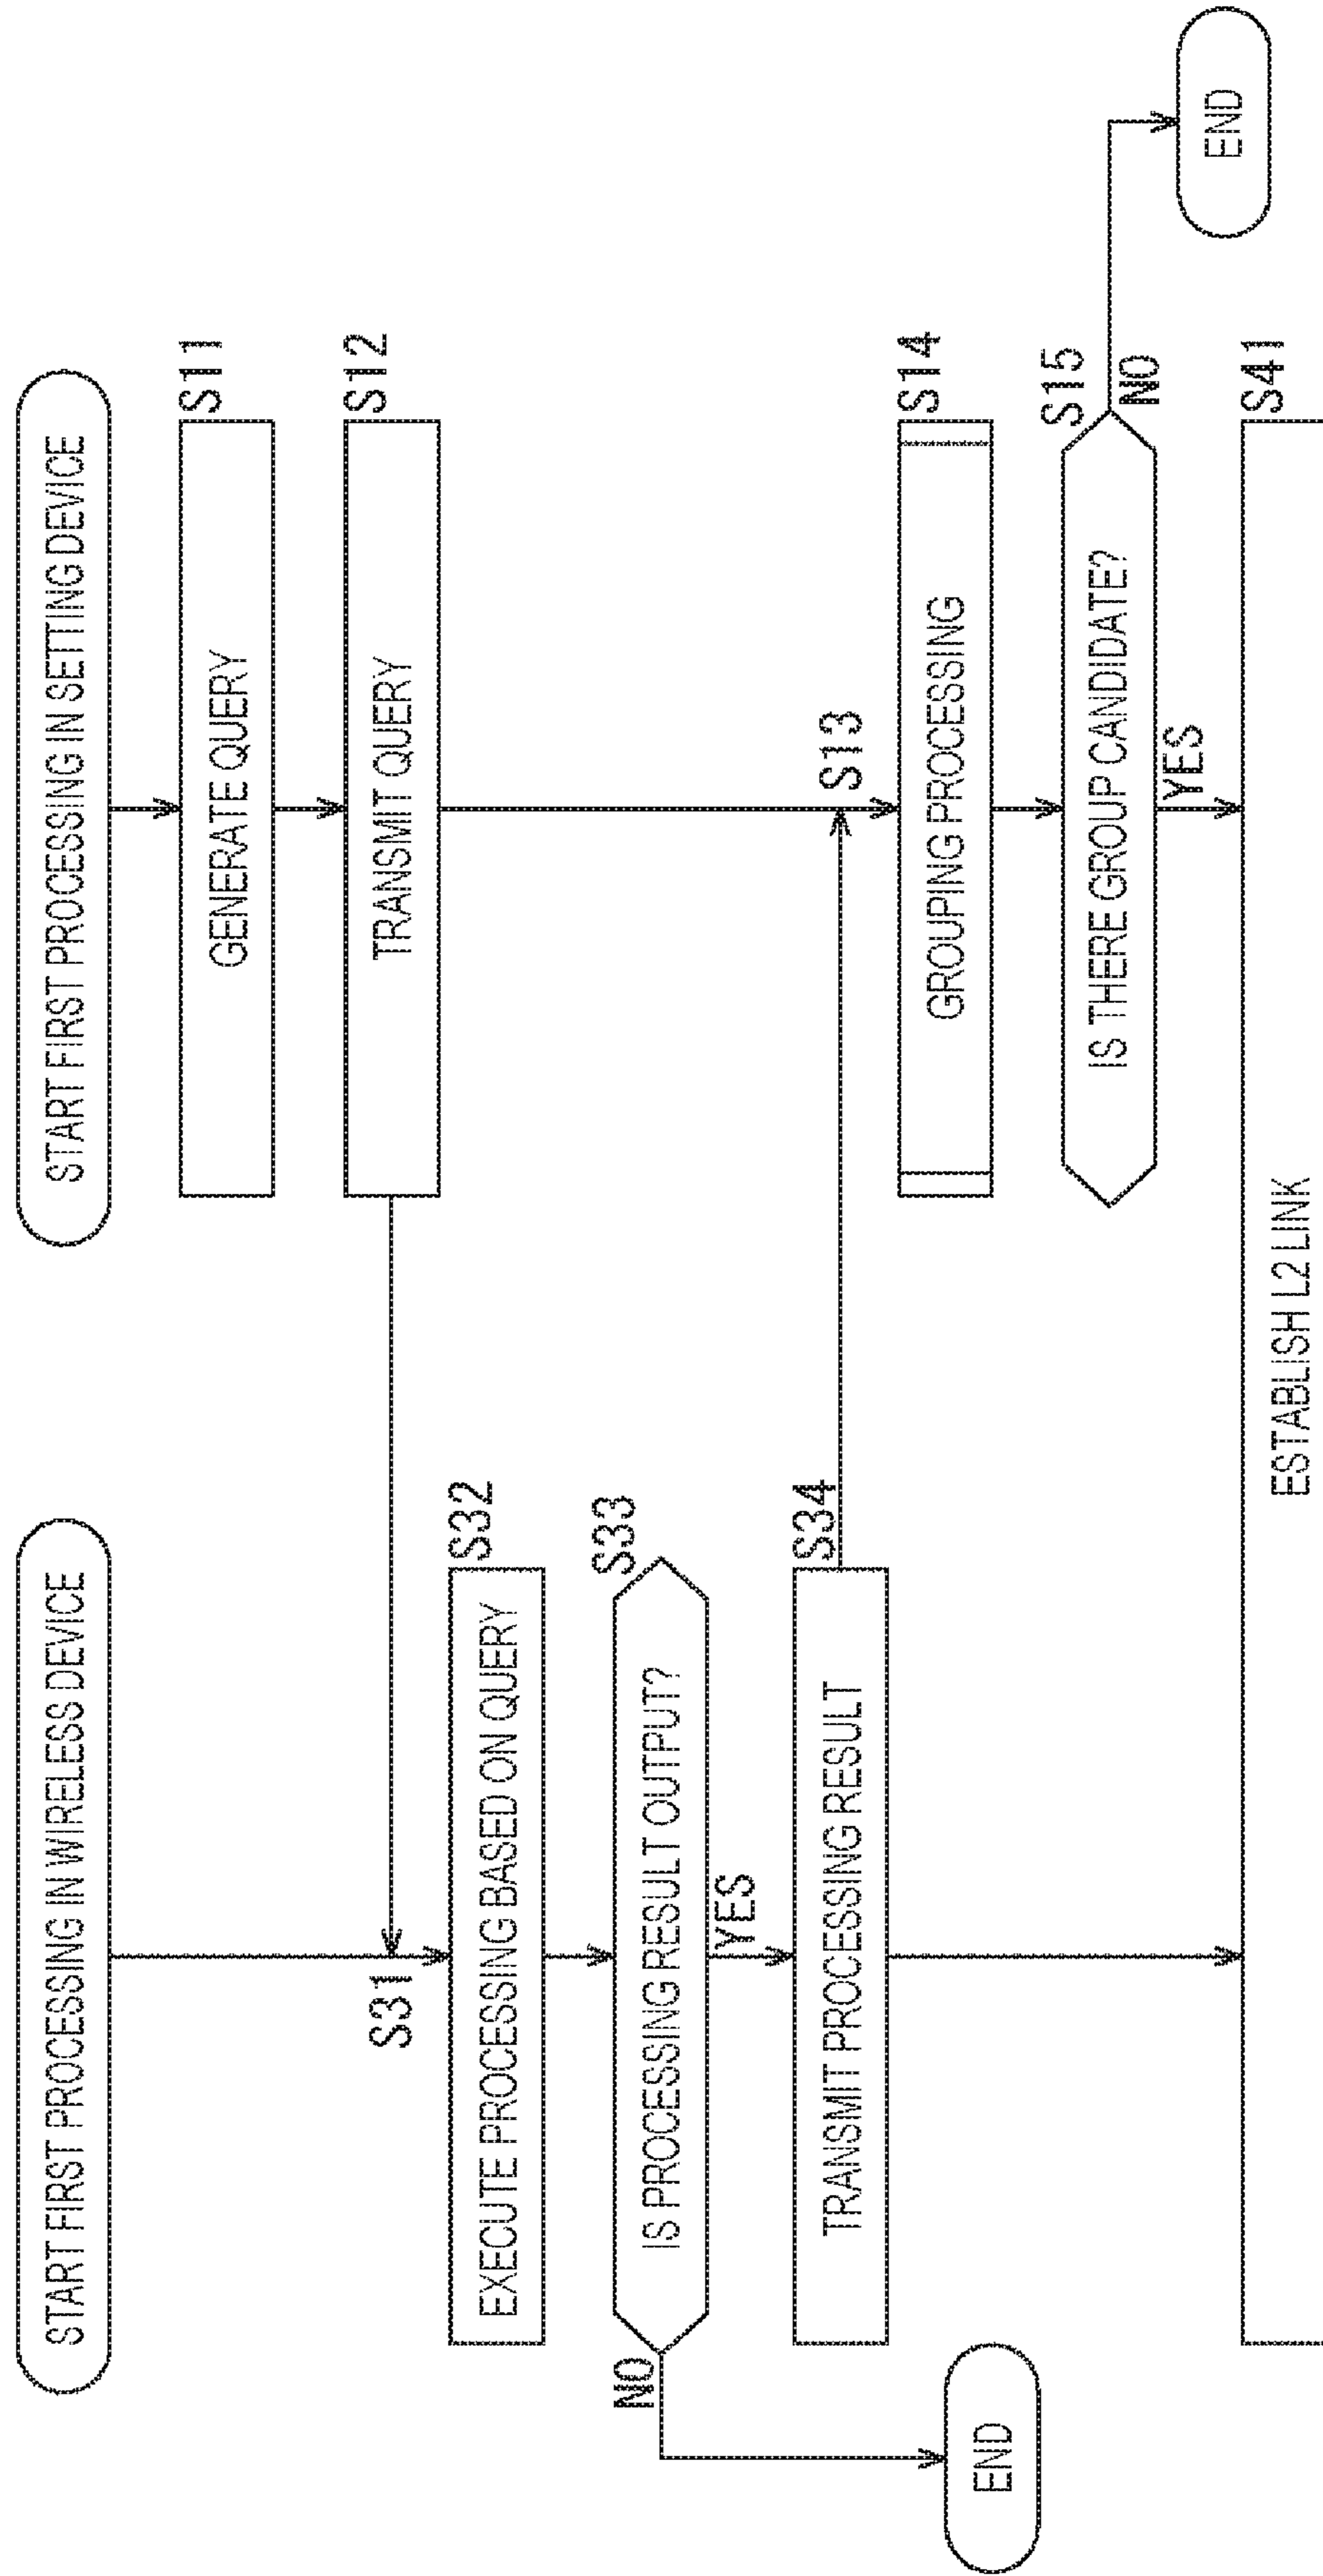 START FIRST PROCESSING IN WIRELESS DEVICE
START FIRST PROCESSING IN SETTING DEVICE
S11
GENERATE QUERY
S12
TRANSMIT QUERY
S31
S32
EXECUTE PROCESSING BASED ON QUERY
S33
IS PROCESSING RESULT OUTPUT?
NO
YES
END
S34
TRANSMIT PROCESSING RESULT
S13
S14
GROUPING PROCESSING
S15
IS THERE GROUP CANDIDATE?
NO
YES
END
S41
ESTABLISH L2 LINK